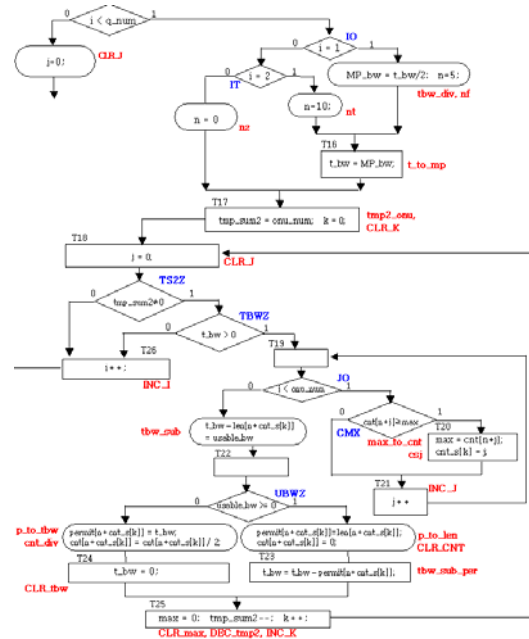 i < q_num
0
1
j=0;
CLR_J
IO
i = 1
0
1
i = 2
0
1
IT
MP_bw = t_bw/2; n=5;
tbw_div, nf
n=10;
nt
n = 0
nz
T16
t_bw = MP_bw;
t_to_mp
T17
tmp_sum2 = onu_num; k = 0;
tmp2_onu,
CLR_K
T18
j = 0;
CLR_J
TS2Z
0
1
TBWZ
t_bw > 0
0
1
T26
i++;
INC_I
T19
JO
j < onu_num
0
1
tbw_sub
t_bw-len[n+cnt_s[k]]
= usable_bw
cnt[n+j]≥max
0
1
CMX
T20
max = cnt[n+j];
cnt_s[k] = j;
max_to_cnt
csj
T22
T21
j++
INC_J
UBWZ
usable_bw >= 0
0
1
p_to_tbw
cnt_div
permit[n+cnt_s[k]] = t_bw;
cnt[n+cnt_s[k]] = cnt[n+cnt_s[k]] / 2
permit[n+cnt_s[k]]=len[n+cnt_s[k]];
cnt[n+cnt_s[k]] = 0;
p_to_len
CLR_CNT
T24
t_bw = 0;
CLR_tbw
T23
t_bw = t_bw-permit[n+cnt_s[k]];
tbw_sub_per
T25
max = 0; tmp_sum2--; k++;
CLR_max, DEC_tmp2, INC_K